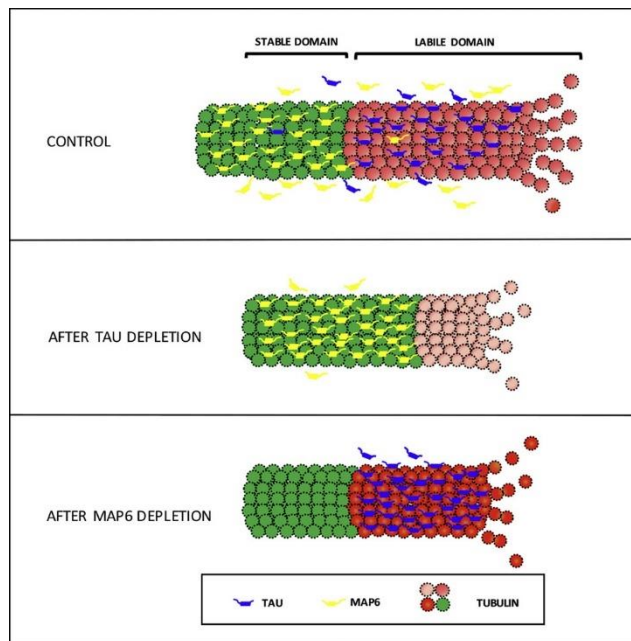 STABLE DOMAIN
LABILE DOMAIN
CONTROL
AFTER TAU DEPLETION
AFTER MAP6 DEPLETION
TAU
MAP6
TUBULIN